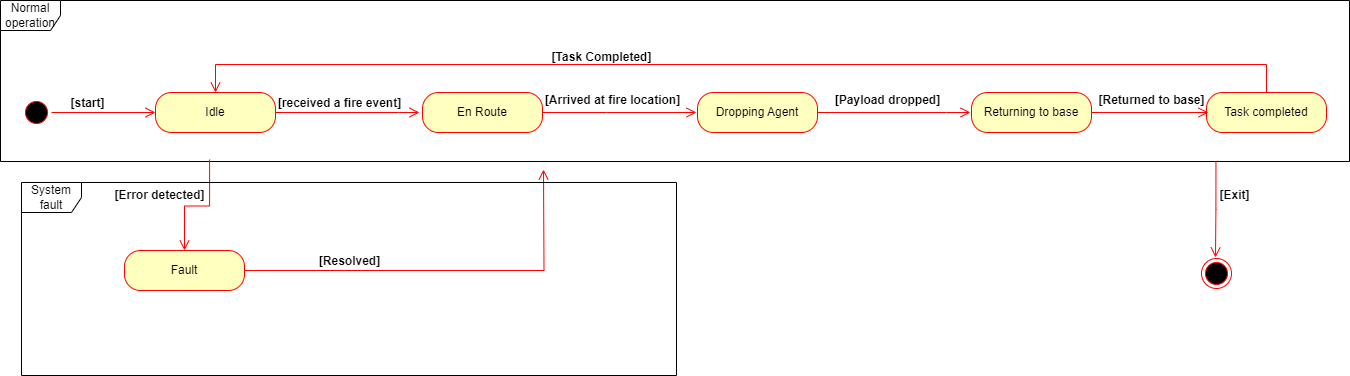 Normal
operation
[Task Completed]
[start]
Idle
[received a fire event]
En Route
[Arrived at fire location]
Dropping Agent
[Payload dropped]
Returning to base
[Returned to base]
Task completed
System
fault
[Error detected]
[Exit]
Fault
[Resolved]